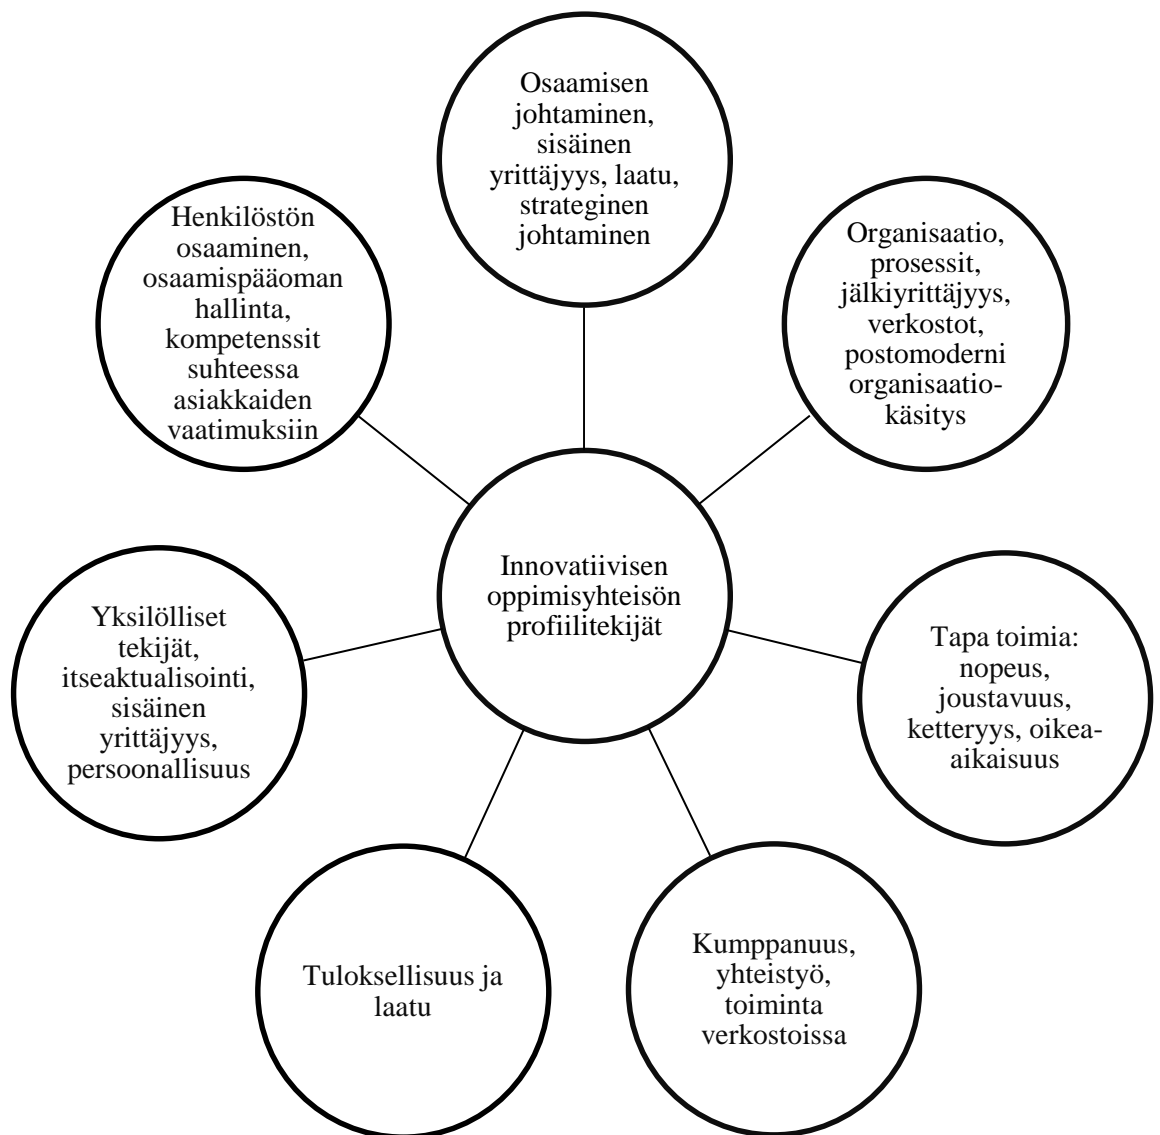 Osaamisen
johtaminen,
sisäinen
yrittäjyys, laatu,
strateginen
johtaminen
Henkilöstön
osaaminen,
osaamispääoman
hallinta,
kompetenssit
suhteessa
asiakkaiden
vaatimuksiin
Organisaatio,
prosessit,
jälkiyrittäjyys,
verkostot,
postomoderni
organisaatio-
käsitys
Innovatiivisen
oppimisyhteisön
profiilitekijät
Yksilölliset
tekijät,
itseaktualisointi,
sisäinen
yrittäjyys,
persoonallisuus
Tapa toimia:
nopeus,
joustavuus,
ketteryys, oikea-
aikaisuus
Tuloksellisuus ja
laatu
Kumppanuus,
yhteistyö,
toiminta
verkostoissa